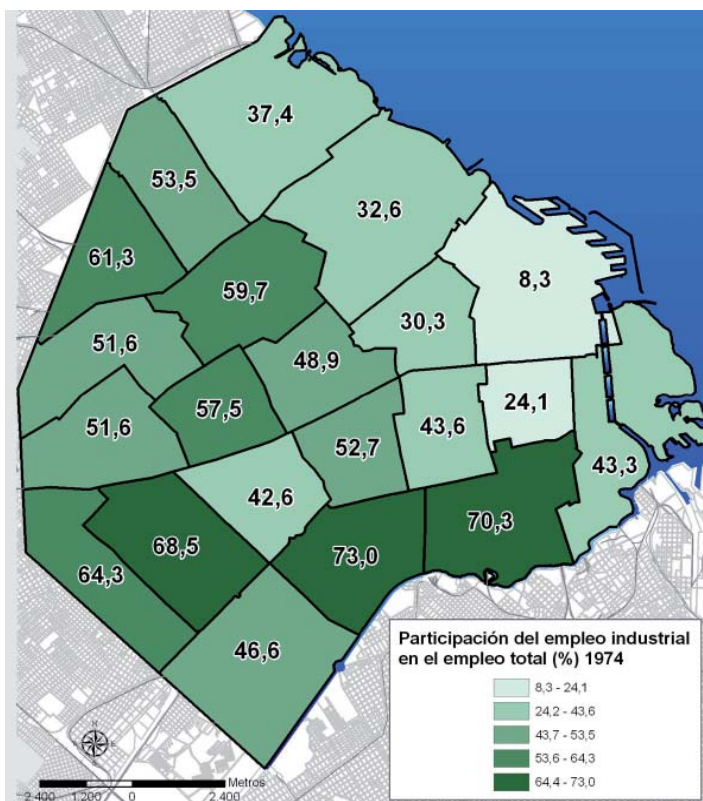 37,4
53,5
32,6
61,3
8,3
59,7
30,3
51,6
48,9
57,5
24,1
51,6
43,6
52,7
43,3
42,6
70,3
68,5
73,0
64,3
46,6
Participación del empleo industrial
en el empleo total (%) 1974
8,3 - 24,1
24,2 - 43,6
43,7 - 53,5
53,6 - 64,3
64,4 - 73,0
N
Metros
2.400 1.200 0 2.400